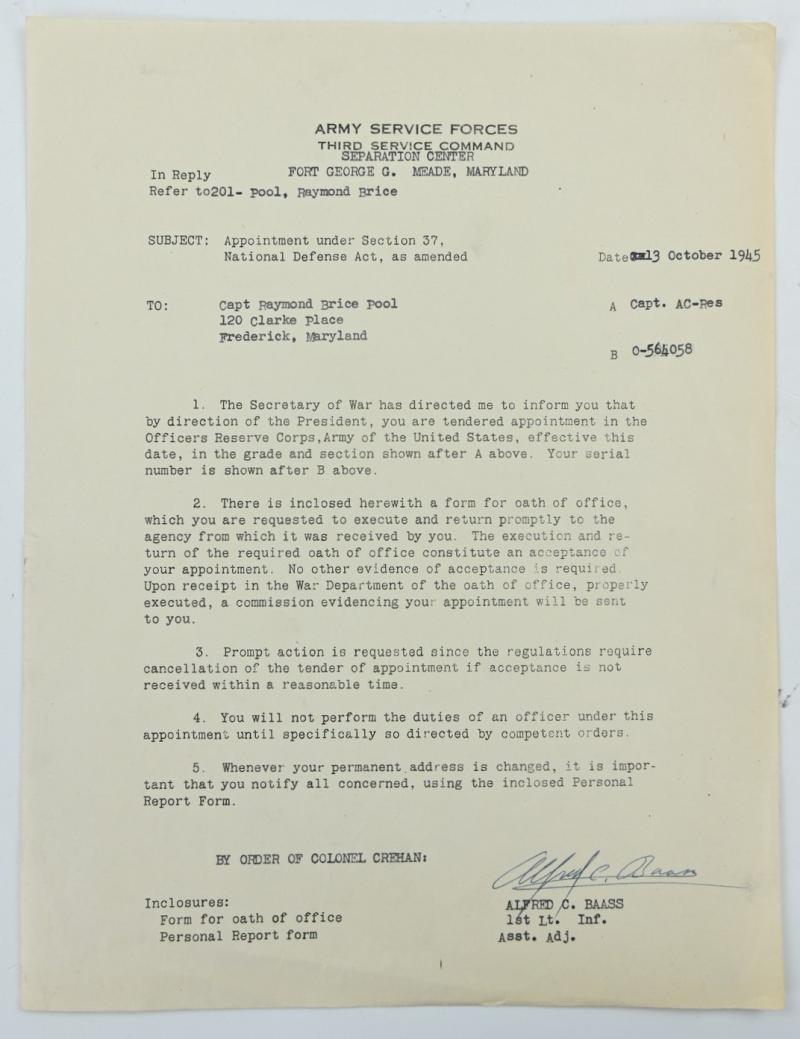 ARMY SERVICE FORCES
THIRD SERVICE COMMAND
SEPARATION CENTER
FORT GEORGE G. MEADE, MARYLAND
In Reply
Refer to201- Pool, Raymond Brice
SUBJECT: Appointment under Section 37,
National Defense Act, as amended
Date 13 October 1945
TO: Capt Raymond Brice Pool
120 Clarke Place
Frederick, Maryland
A Capt. AC-Res
B O-564058
1. The Secretary of War has directed me to inform you that
by direction of the President, you are tendered appointment in the
Officers Reserve Corps,Army of the United States, effective this
date, in the grade and section shown after A above. Your serial
number is shown after B above.
2. There is inclosed herewith a form for oath of office,
which you are requested to execute and return promptly to the
agency from which it was received by you. The execution and re-
turn of the required oath of office constitute an acceptance of
your appointment. No other evidence of acceptance is required.
Upon receipt in the War Department of the oath of office, properly
executed, a commission evidencing your appointment will be sent
to you.
3. Prompt action is requested since the regulations require
cancellation of the tender of appointment if acceptance is not
received within a reasonable time.
4. You will not perform the duties of an officer under this
appointment until specifically so directed by competent orders.
5. Whenever your permanent address is changed, it is impor-
tant that you notify all concerned, using the inclosed Personal
Report Form.
BY ORDER OF COLONEL CREHAN:
Alfred C. Baass
ALFRED C. BAASS
1st Lt. Inf.
Asst. Adj.
Inclosures:
Form for oath of office
Personal Report form